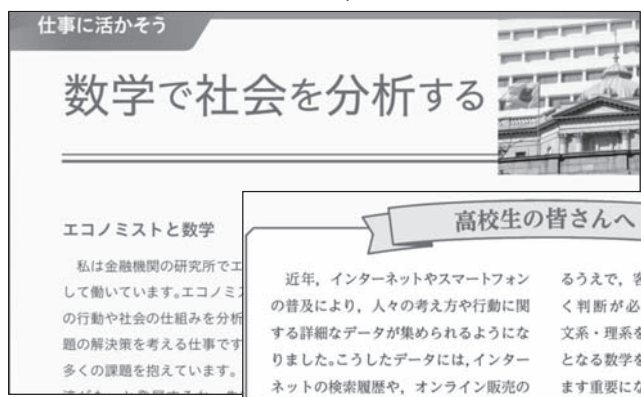 仕事に活かそう
数学で社会を分析する
エコノミストと数学
私は金融機関の研究所でエ
して働いています。エコノミ
の行動や社会の仕組みを分析
題の解決策を考える仕事です
多くの課題を抱えています。
高校生の皆さんへ
近年，インターネットやスマートフォン
の普及により，人々の考え方や行動に関
する詳細なデータが集められるようにな
りました。こうしたデータには，インター
ネットの検索履歴や，オンライン販売の
るうえで，客
く判断が必
文系・理系を
となる数学を
ます重要にな